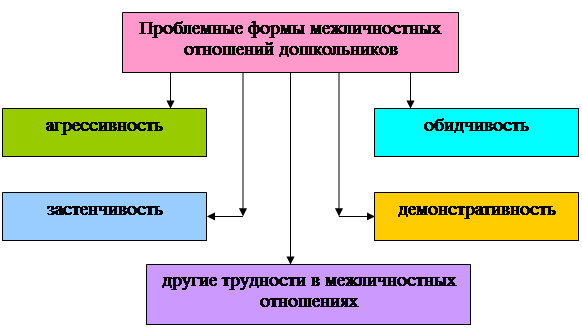 Проблемные формы межличностных
отношений дошкольников
агрессивность
обидчивость
застенчивость
демонстративность
другие трудности в межличностных
отношениях